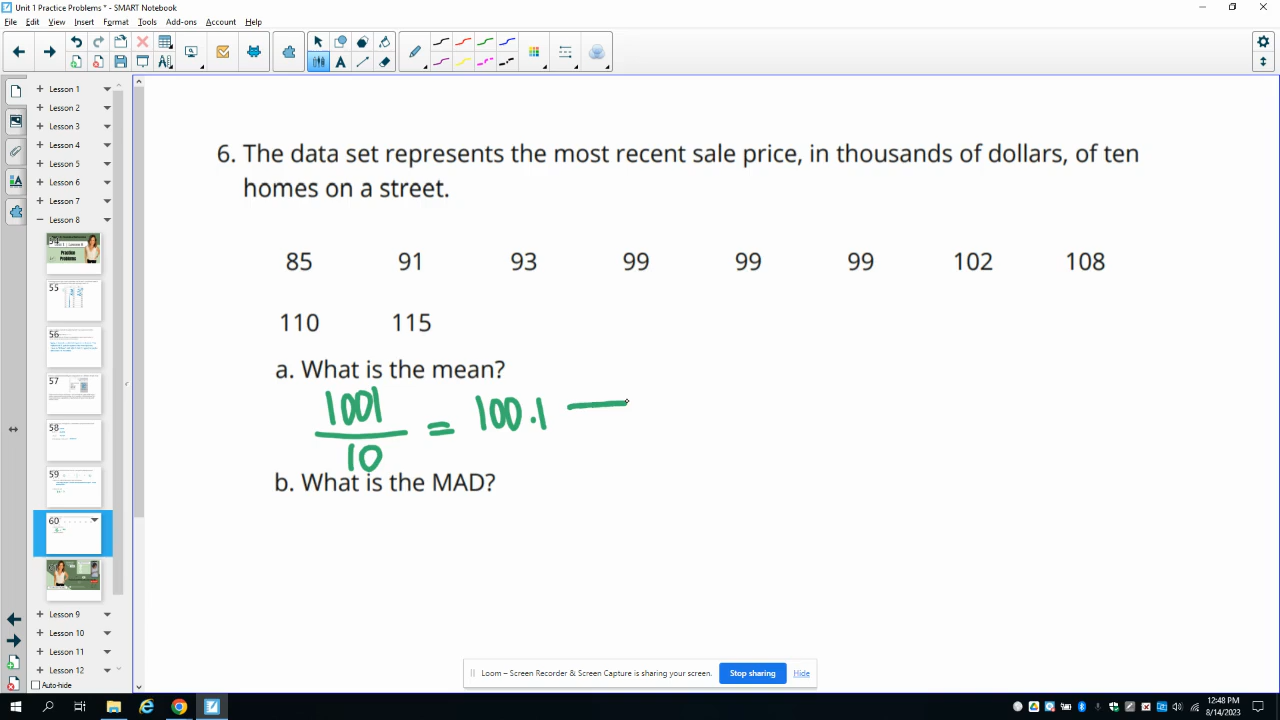 Unit 1 Practice Problems * - SMART Notebook
File Edit View Insert Format Tools Add-ons Account Help
Lesson 1
Lesson 2
Lesson 3
Lesson 4
Lesson 5
Lesson 6
Lesson 7
Lesson 8
54
Practice
Problems
55
56
57
58
59
60
Lesson 9
Lesson 10
Lesson 11
Lesson 12
Auto-hide
6. The data set represents the most recent sale price, in thousands of dollars, of ten
homes on a street.
85 91 93 99 99 99 102 108
110 115
a. What is the mean?
1001
10
= 100.1 —
b. What is the MAD?
Loom – Screen Recorder & Screen Capture is sharing your screen. Stop sharing Hide
12:48 PM
8/14/2023